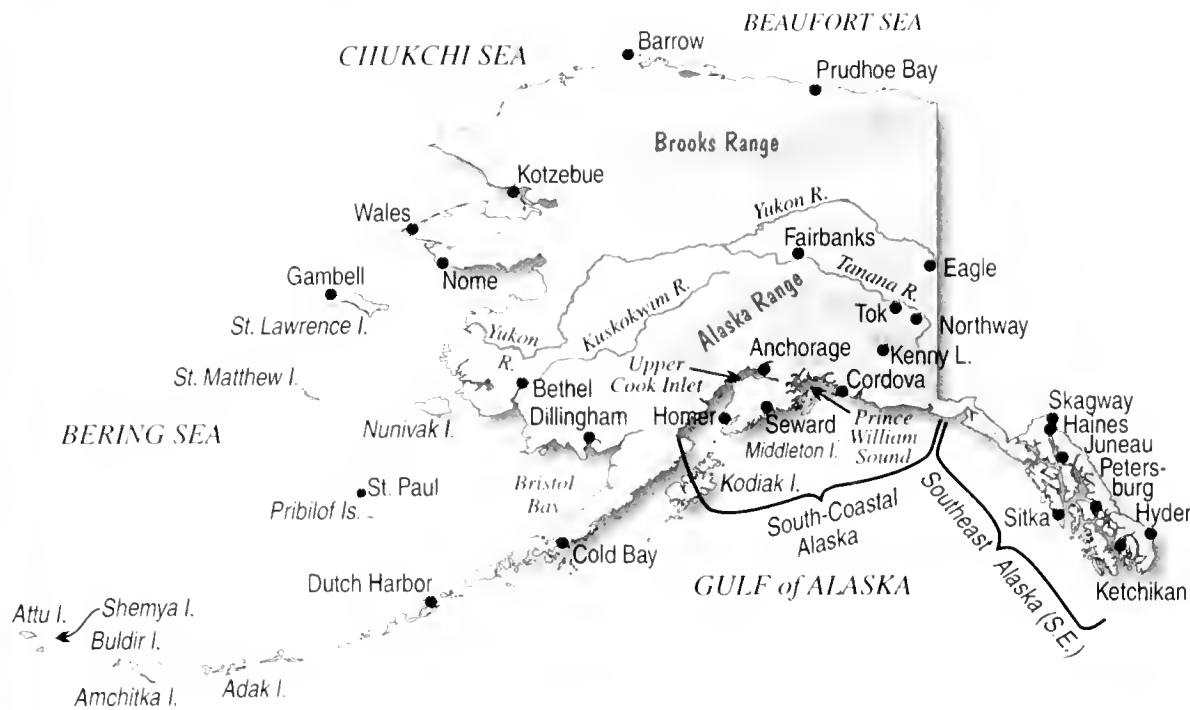 BEAUFORT SEA
CHUKCHI SEA
Barrow
Prudhoe Bay
Brooks Range
Kotzebue
Yukon R.
Wales
Fairbanks
Eagle
Nome
Tanana R.
Gambell
St. Lawrence I.
Kuskokwim R.
Alaska Range
Tok
Northway
Yukon
R.
Anchorage
Kenny L.
Upper
Cook Inlet
St. Matthew I.
Bethel
Cordova
Dillingham
Homer
Seward
Prince
William
Sound
Nunivak I.
Middleton I.
Skagway
Haines
Juneau
Peters-
burg
BERING SEA
St. Paul
Pribilof Is.
Bristol
Bay
Kodiak I.
South-Coastal
Alaska
Southeast
Alaska (S.E.)
Sitka
Hyder
Ketchikan
Cold Bay
GULF of ALASKA
Dutch Harbor
Attu I.
Shemya I.
Buldir I.
Amchitka I.
Adak I.